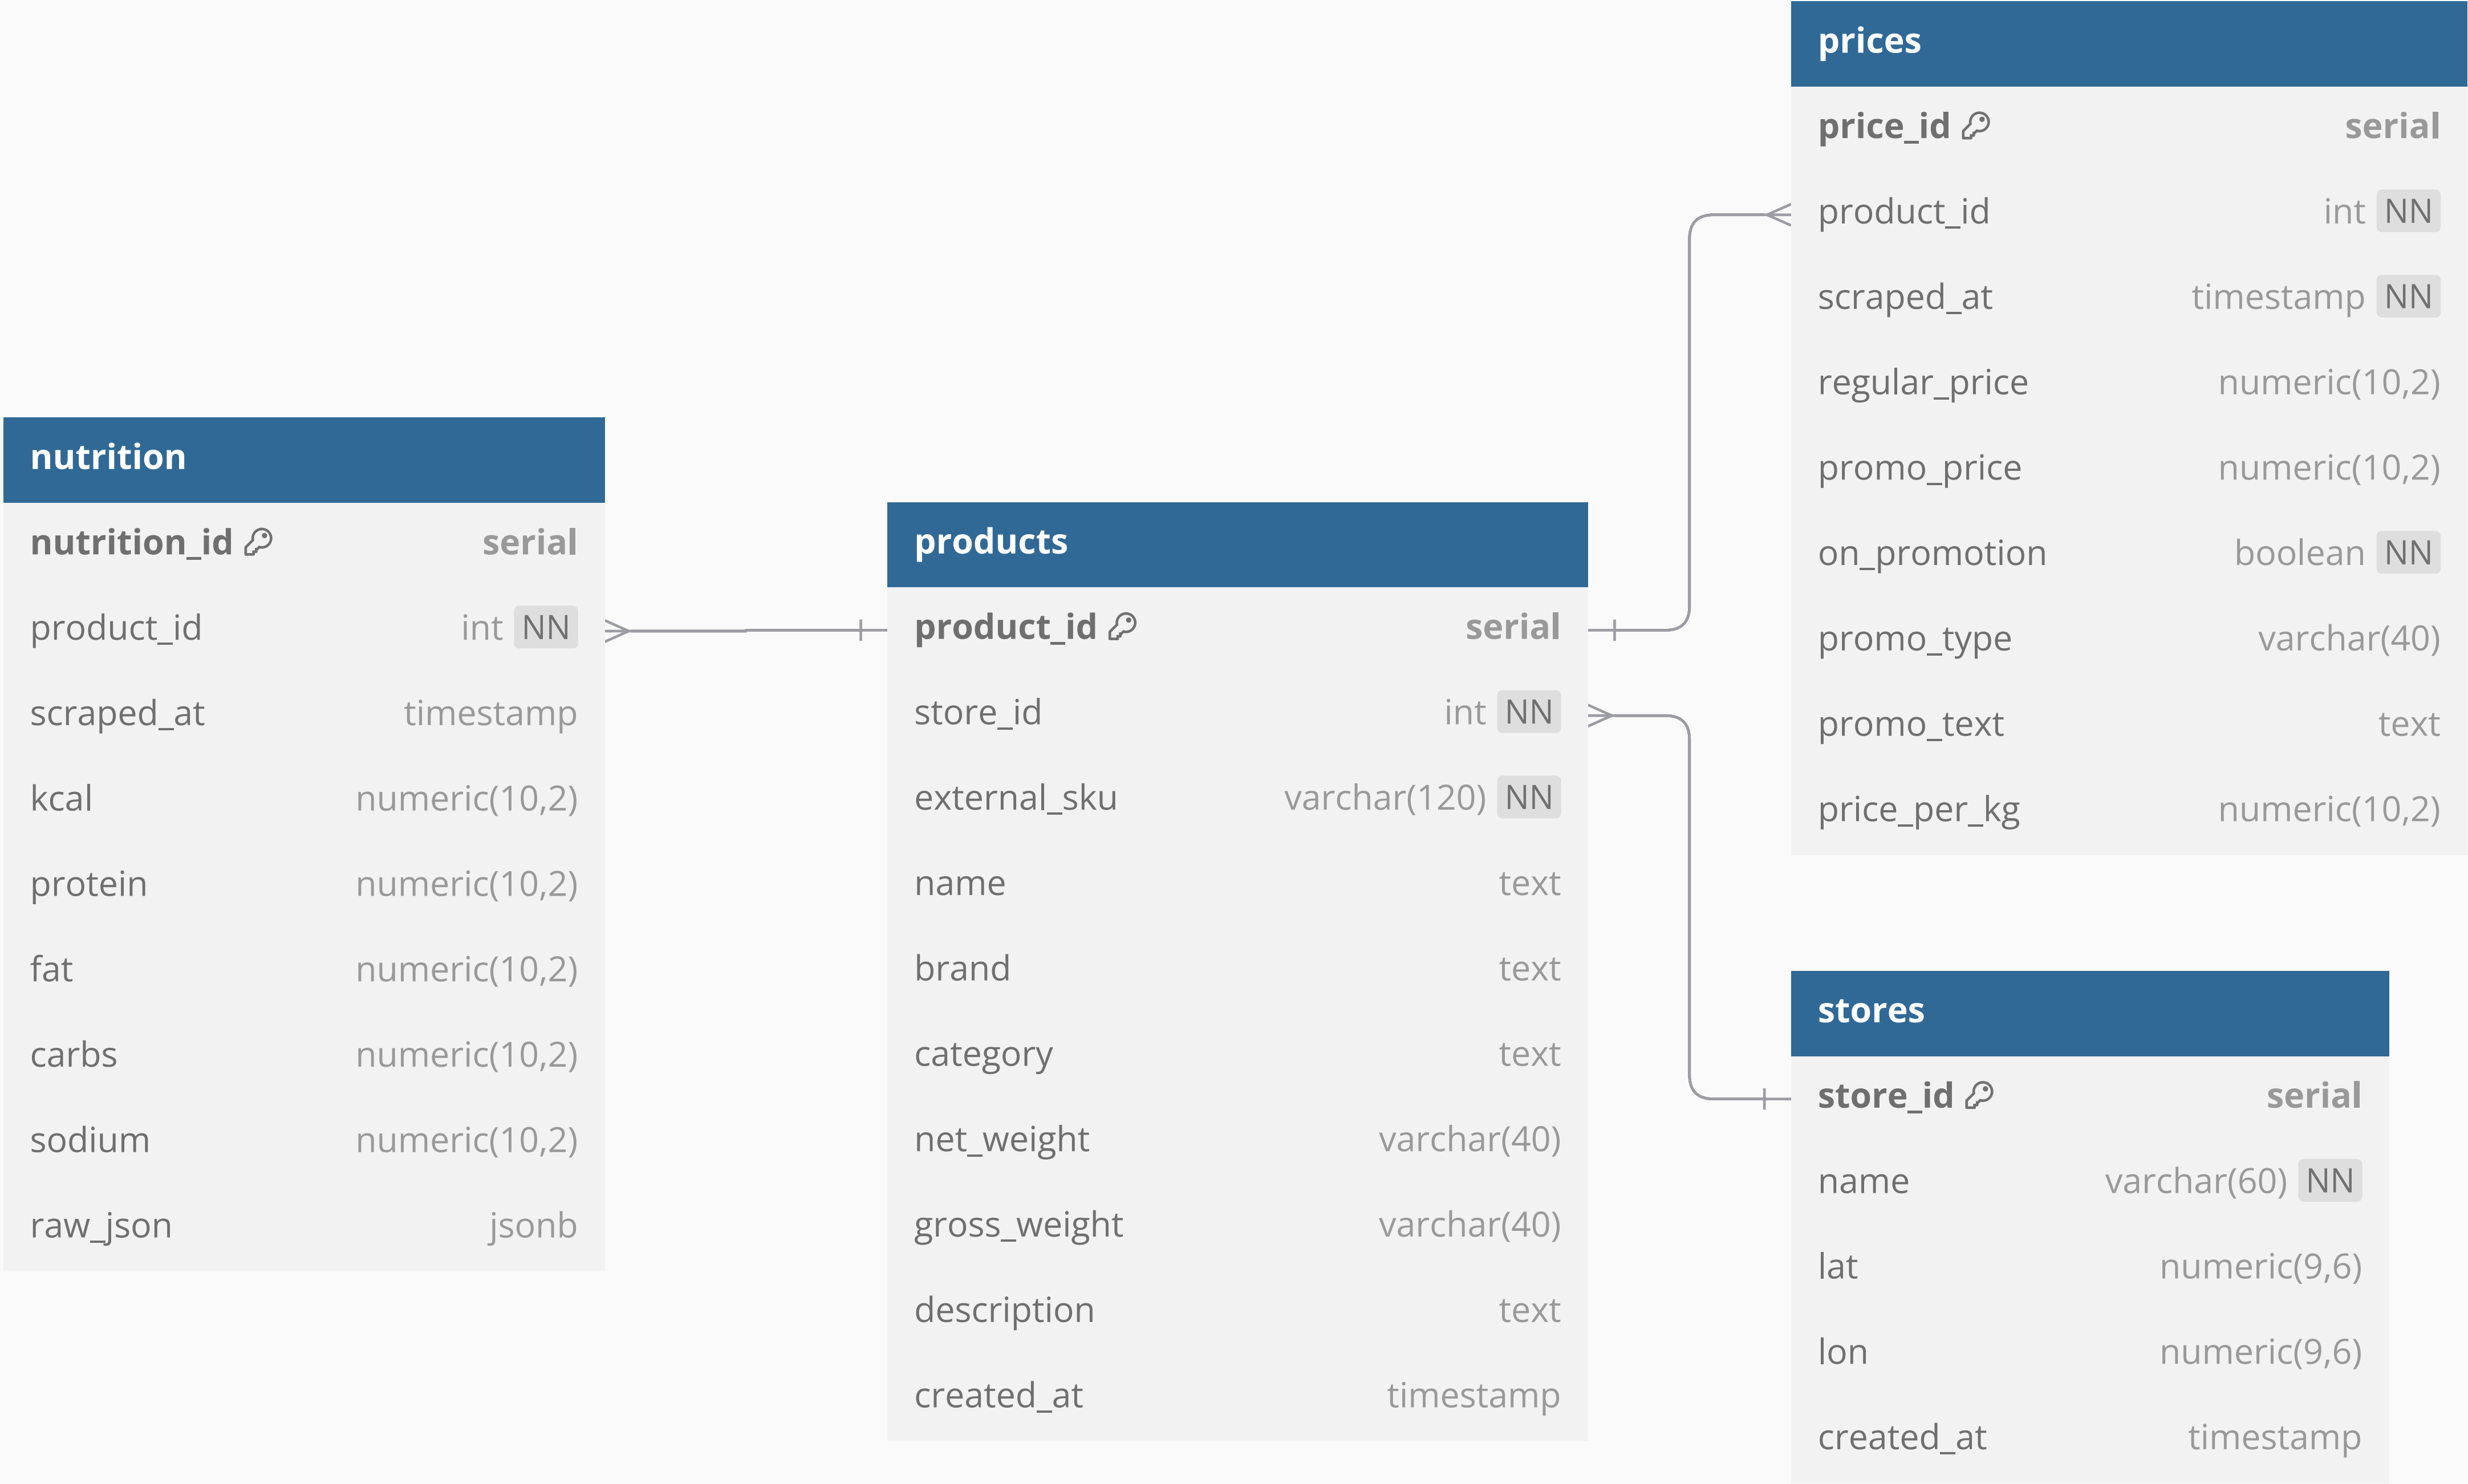 nutrition
nutrition_id serial
product_id int NN
scraped_at timestamp
kcal numeric(10,2)
protein numeric(10,2)
fat numeric(10,2)
carbs numeric(10,2)
sodium numeric(10,2)
raw_json jsonb
products
product_id serial
store_id int NN
external_sku varchar(120) NN
name text
brand text
category text
net_weight varchar(40)
gross_weight varchar(40)
description text
created_at timestamp
prices
price_id serial
product_id int NN
scraped_at timestamp NN
regular_price numeric(10,2)
promo_price numeric(10,2)
on_promotion boolean NN
promo_type varchar(40)
promo_text text
price_per_kg numeric(10,2)
stores
store_id serial
name varchar(60) NN
lat numeric(9,6)
lon numeric(9,6)
created_at timestamp